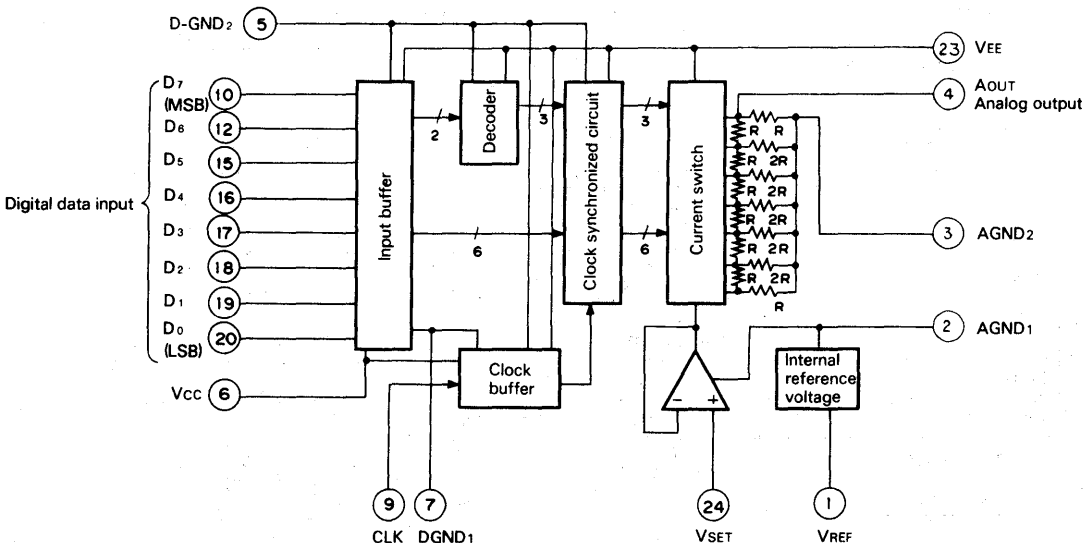 D-GND2 5
23 VEE
D7 (MSB) 10
4 AOUT
Analog output
D6 12
D5 15
D4 16
Digital data input
D3 17
D2 18
D1 19
D0 (LSB) 20
VCC 6
Input buffer
2
Decoder
3
6
Clock synchronized circuit
3
6
Current switch
R R
R 2R
R 2R
R 2R
R 2R
R 2R
R
3 AGND2
2 AGND1
Clock buffer
- +
Internal reference voltage
9 CLK
7 DGND1
24 VSET
1 VREF